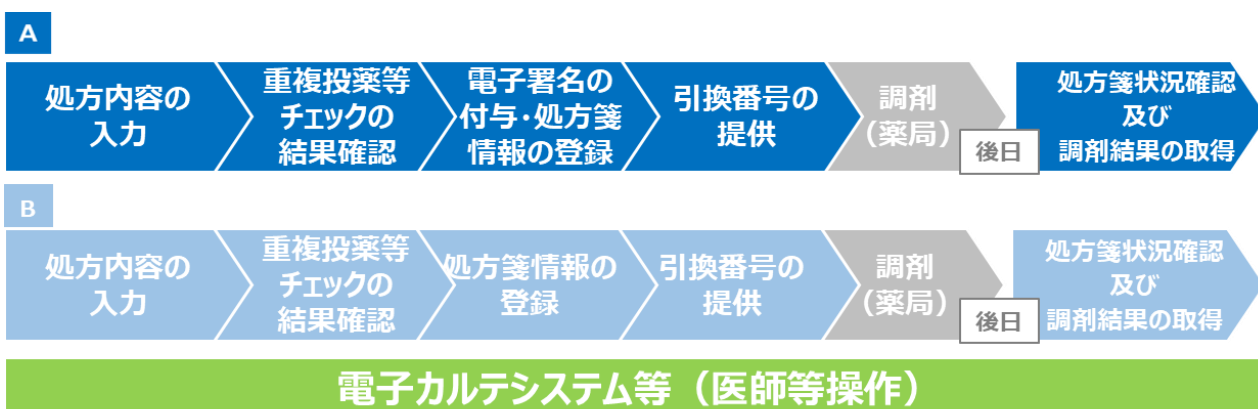 A
処方内容の
入力
重複投薬等
チェックの
結果確認
電子署名の
付与・処方箋
情報の登録
引換番号の
提供
調剤
（薬局）
後日
処方箋状況確認
及び
調剤結果の取得
B
処方内容の
入力
重複投薬等
チェックの
結果確認
処方箋情報の
登録
引換番号の
提供
調剤
（薬局）
後日
処方箋状況確認
及び
調剤結果の取得
電子カルテシステム等（医師等操作）